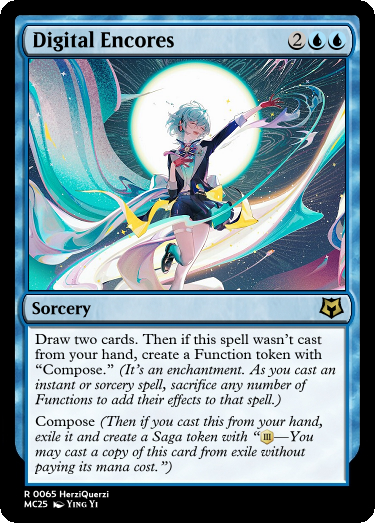 Digital Encores 2
Sorcery
Draw two cards. Then if this spell wasn't cast
from your hand, create a Function token with
“Compose.” (It's an enchantment. As you cast an
instant or sorcery spell, sacrifice any number of
Functions to add their effects to that spell.)
Compose (Then if you cast this from your hand,
exile it and create a Saga token with “III—You
may cast a copy of this card from exile without
paying its mana cost.”)
R 0065 HerziQuerzi
MC25 Ying Yi